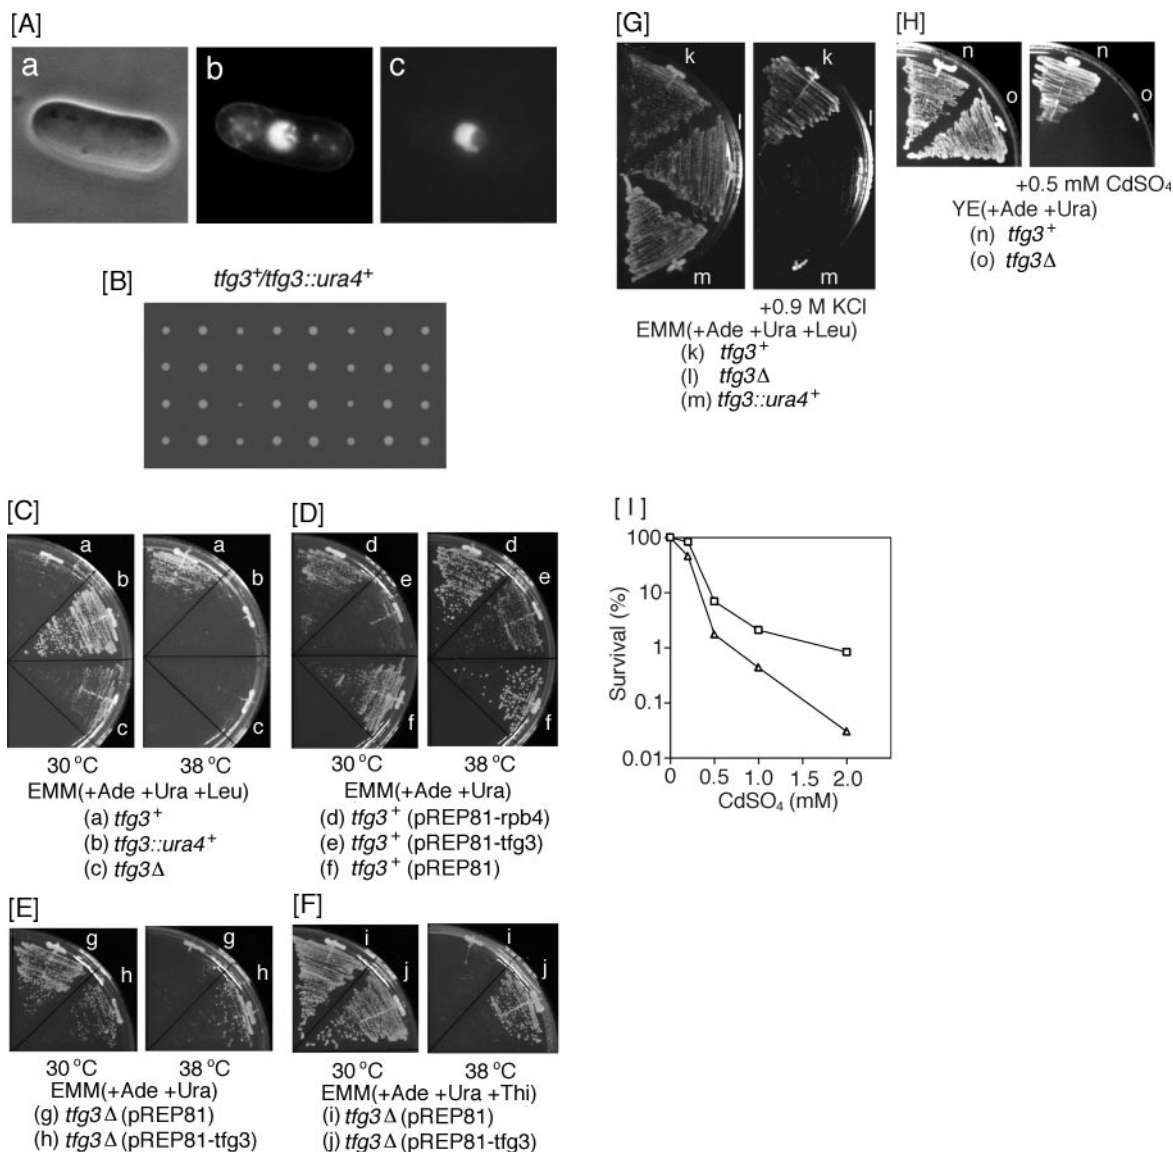 [A]
a
b
c
[B]
tfg3+/tfg3::ura4+
[C]
a
b
c
a
b
c
30 °C
38 °C
EMM(+Ade +Ura +Leu)
(a) tfg3+
(b) tfg3::ura4+
(c) tfg3Δ
[D]
d
e
f
d
e
f
30 °C
38 °C
EMM(+Ade +Ura)
(d) tfg3+ (pREP81-rpb4)
(e) tfg3+ (pREP81-tfg3)
(f) tfg3+ (pREP81)
[E]
g
h
g
h
30 °C
38 °C
EMM(+Ade +Ura)
(g) tfg3Δ (pREP81)
(h) tfg3Δ (pREP81-tfg3)
[F]
i
j
i
j
30 °C
38 °C
EMM(+Ade +Ura +Thi)
(i) tfg3Δ (pREP81)
(j) tfg3Δ (pREP81-tfg3)
[G]
k
l
m
k
l
m
+0.9 M KCl
EMM(+Ade +Ura +Leu)
(k) tfg3+
(l) tfg3Δ
(m) tfg3::ura4+
[H]
n
o
n
o
+0.5 mM CdSO4
YE(+Ade +Ura)
(n) tfg3+
(o) tfg3Δ
[I]
Survival (%)
100
10
1
0.1
0.01
0 0.5 1.0 1.5 2.0
CdSO4 (mM)